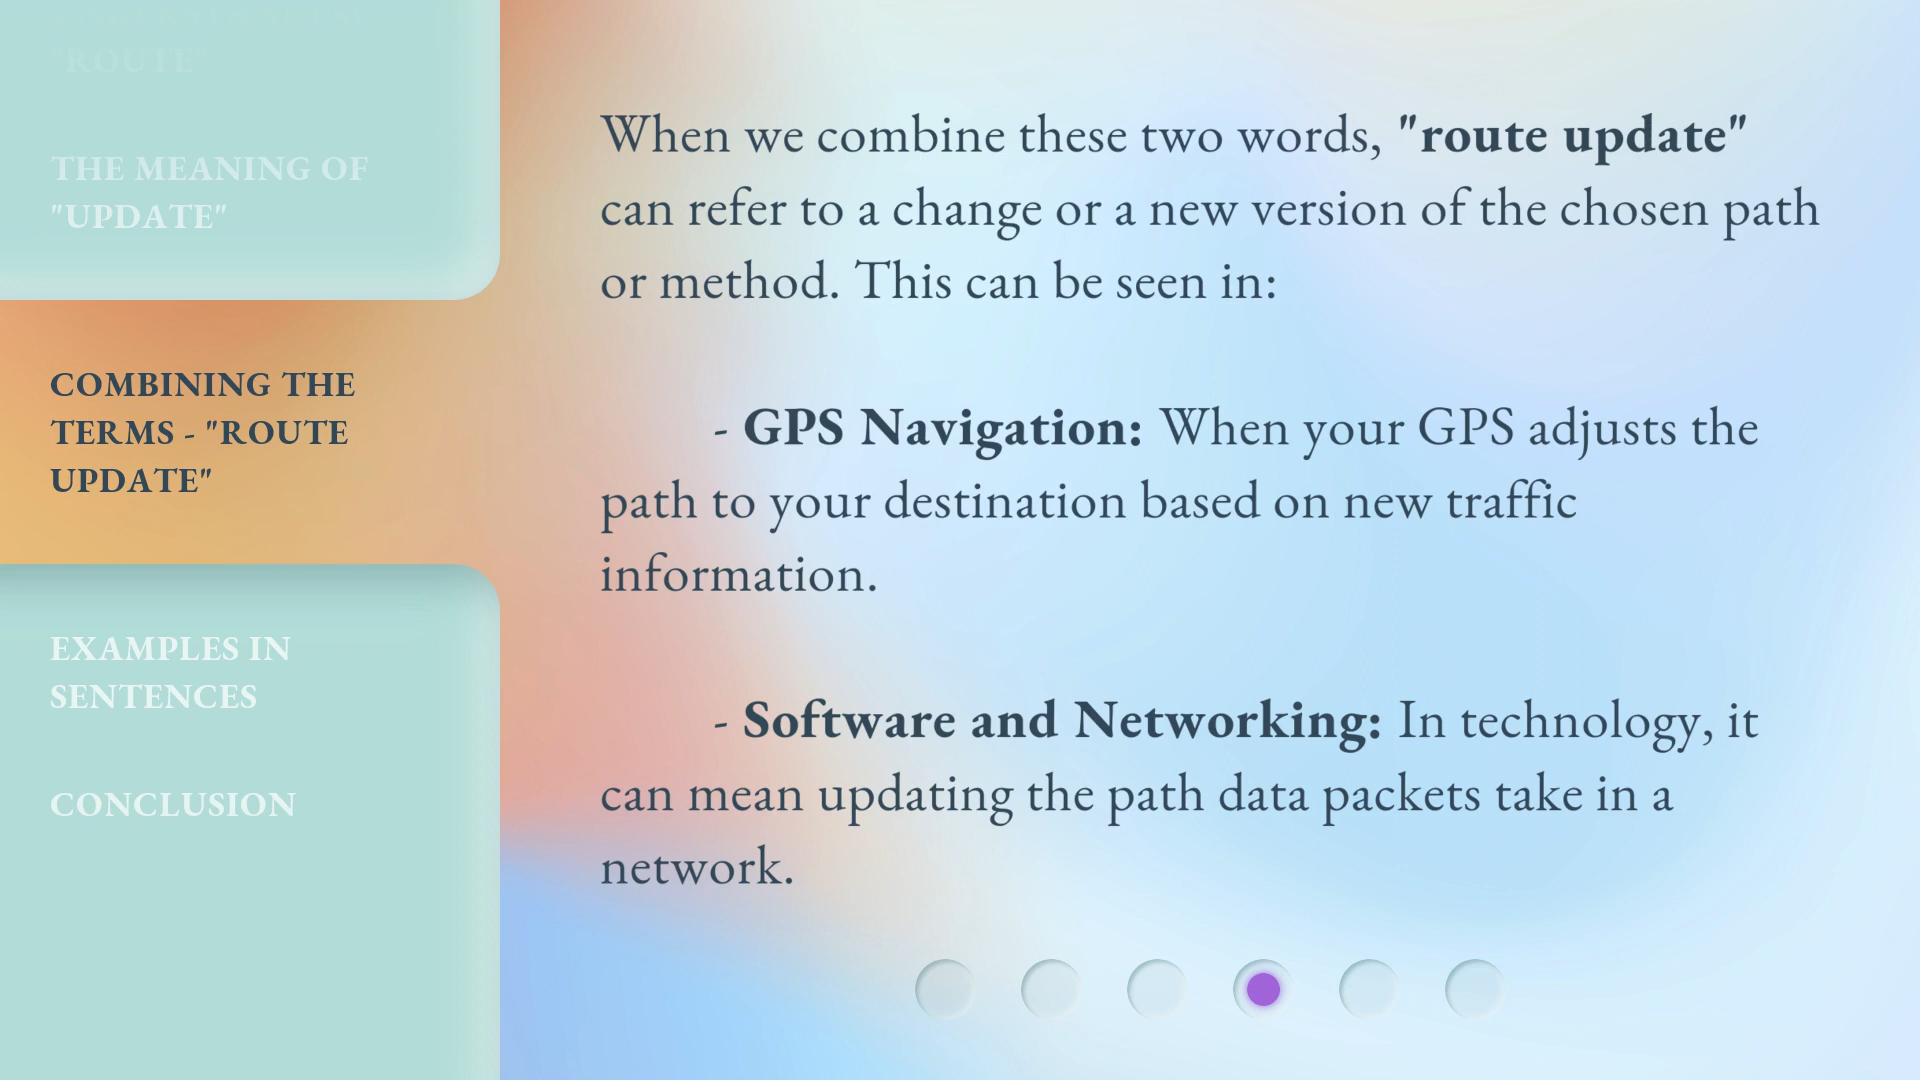 "ROUTE"
THE MEANING OF
"UPDATE"
COMBINING THE
TERMS - "ROUTE
UPDATE"
EXAMPLES IN
SENTENCES
CONCLUSION
When we combine these two words, "route update"
can refer to a change or a new version of the chosen path
or method. This can be seen in:
- GPS Navigation: When your GPS adjusts the
path to your destination based on new traffic
information.
- Software and Networking: In technology, it
can mean updating the path data packets take in a
network.